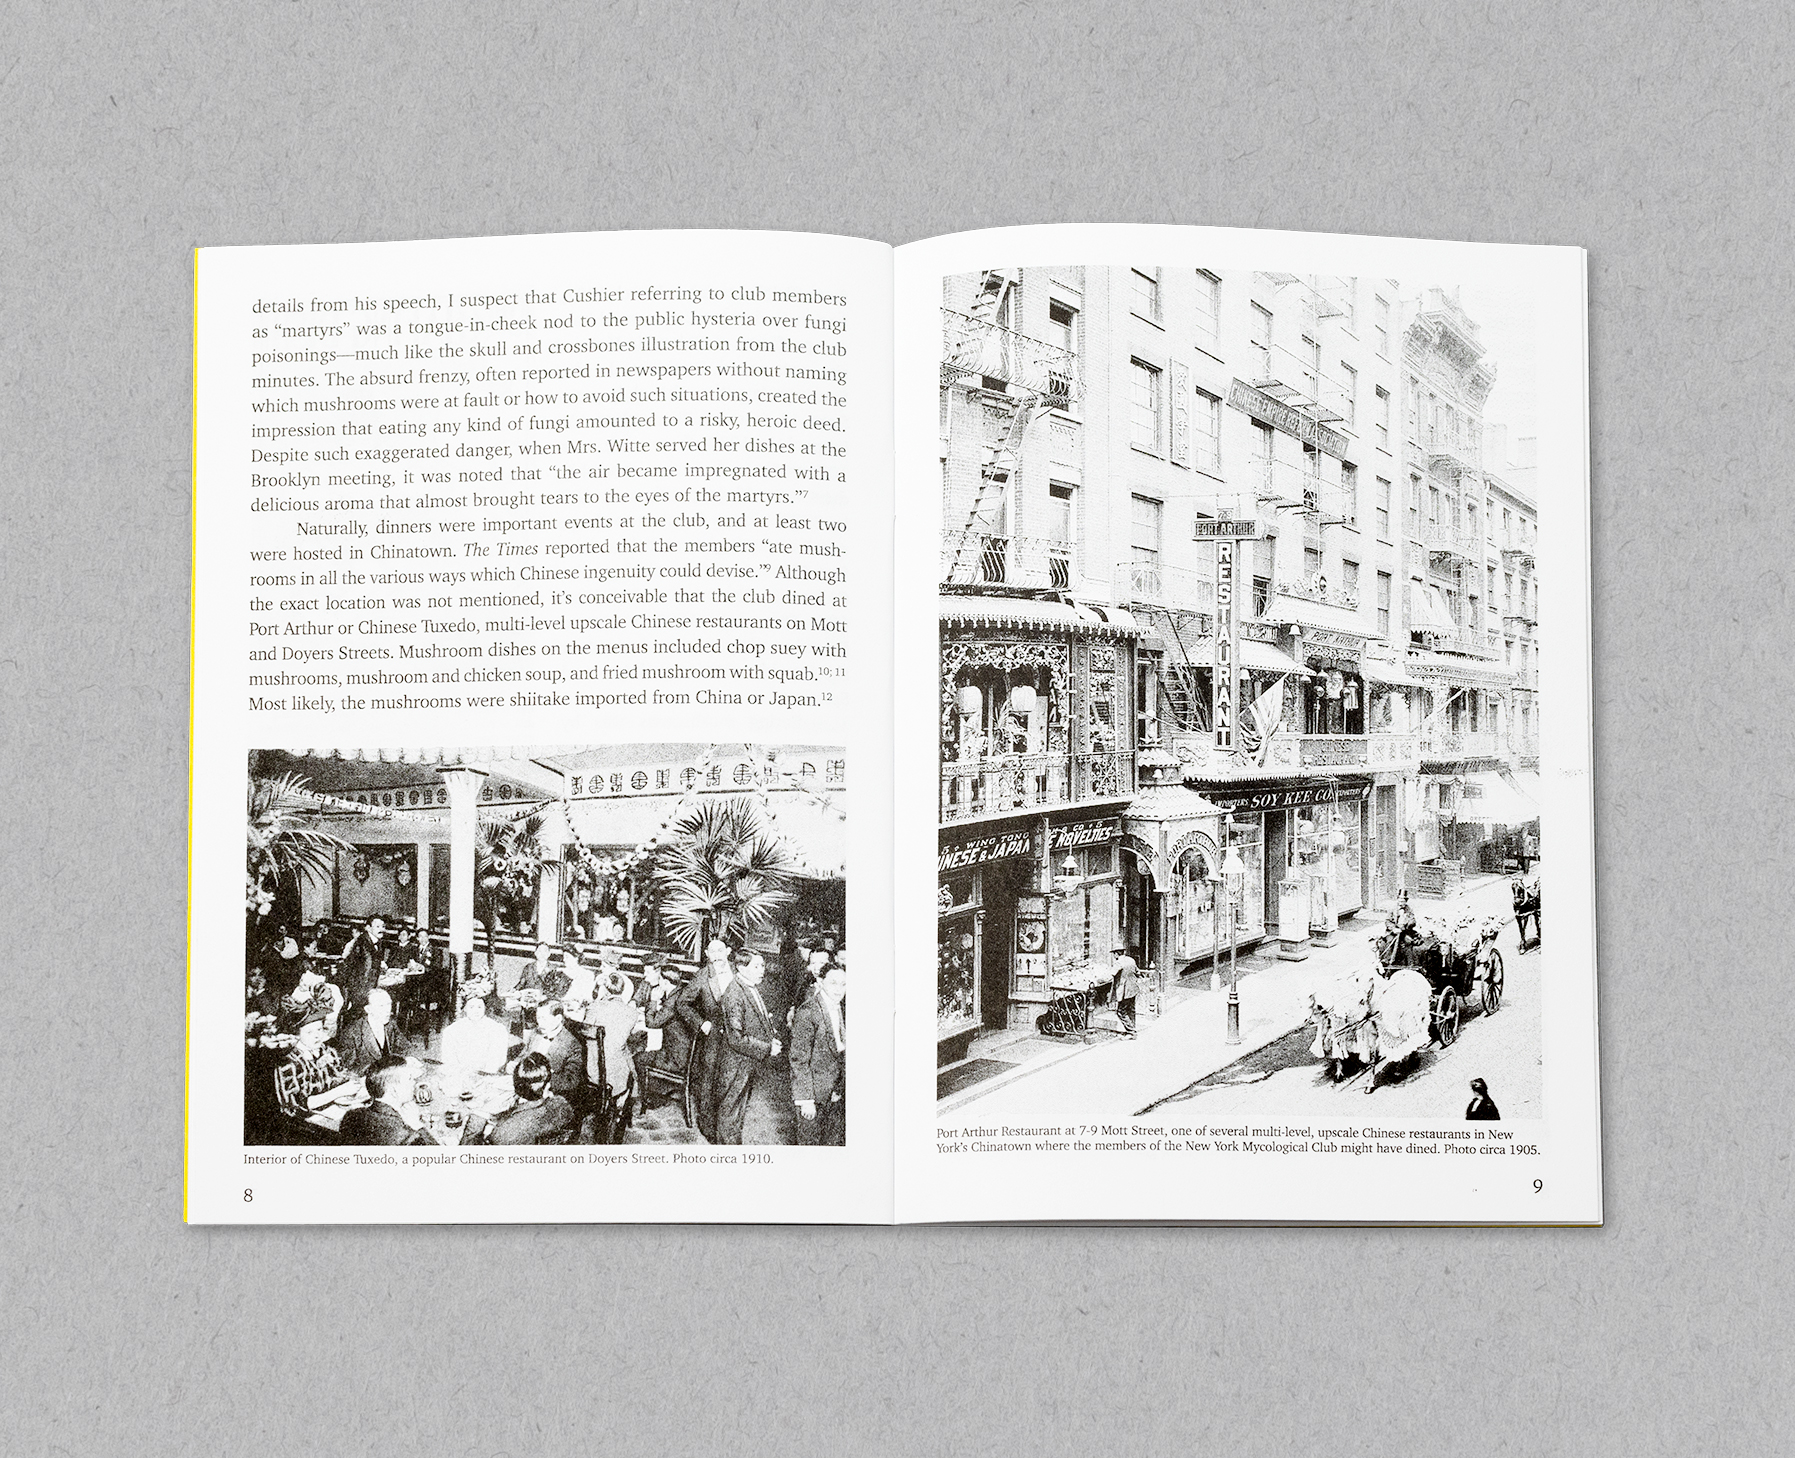 details from his speech, I suspect that Cushier referring to club members
as “martyrs” was a tongue-in-cheek nod to the public hysteria over fungi
poisonings—much like the skull and crossbones illustration from the club
minutes. The absurd frenzy, often reported in newspapers without naming
which mushrooms were at fault or how to avoid such situations, created the
impression that eating any kind of fungi amounted to a risky, heroic deed.
Despite such exaggerated danger, when Mrs. Witte served her dishes at the
Brooklyn meeting, it was noted that “the air became impregnated with a
delicious aroma that almost brought tears to the eyes of the martyrs.”⁷
Naturally, dinners were important events at the club, and at least two
were hosted in Chinatown. The Times reported that the members “ate mush-
rooms in all the various ways which Chinese ingenuity could devise.”⁹ Although
the exact location was not mentioned, it’s conceivable that the club dined at
Port Arthur or Chinese Tuxedo, multi-level upscale Chinese restaurants on Mott
and Doyers Streets. Mushroom dishes on the menus included chop suey with
mushrooms, mushroom and chicken soup, and fried mushroom with squab.¹⁰; ¹¹
Most likely, the mushrooms were shiitake imported from China or Japan.¹²
Interior of Chinese Tuxedo, a popular Chinese restaurant on Doyers Street. Photo circa 1910.
8
PORT ARTHUR
RESTAURANT
PORT ARTHUR
RESTAURANT
IMPORTERS SOY KEE CO.
WING TONG
NESE & JAPAN
NOVELTIES
Port Arthur Restaurant at 7-9 Mott Street, one of several multi-level, upscale Chinese restaurants in New
York’s Chinatown where the members of the New York Mycological Club might have dined. Photo circa 1905.
9